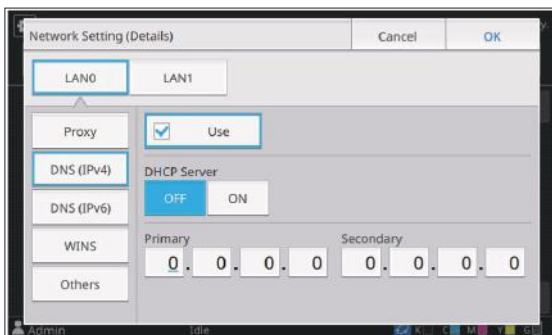 Network Setting (Details) Cancel OK
LAN0 LAN1
Proxy Use
DNS (IPv4) DHCP Server
OFF ON
DNS (IPv6)
WINS Primary Secondary
0. 0. 0. 0 0. 0. 0. 0
Others
Admin Idle K C M Y G